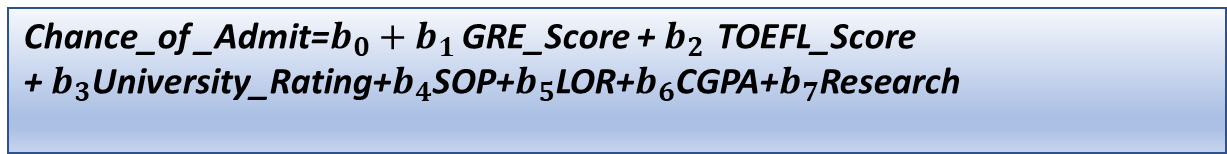 Chance_of_Admit=b₀ + b₁ GRE_Score + b₂ TOEFL_Score
+ b₃University_Rating+b₄SOP+b₅LOR+b₆CGPA+b₇Research